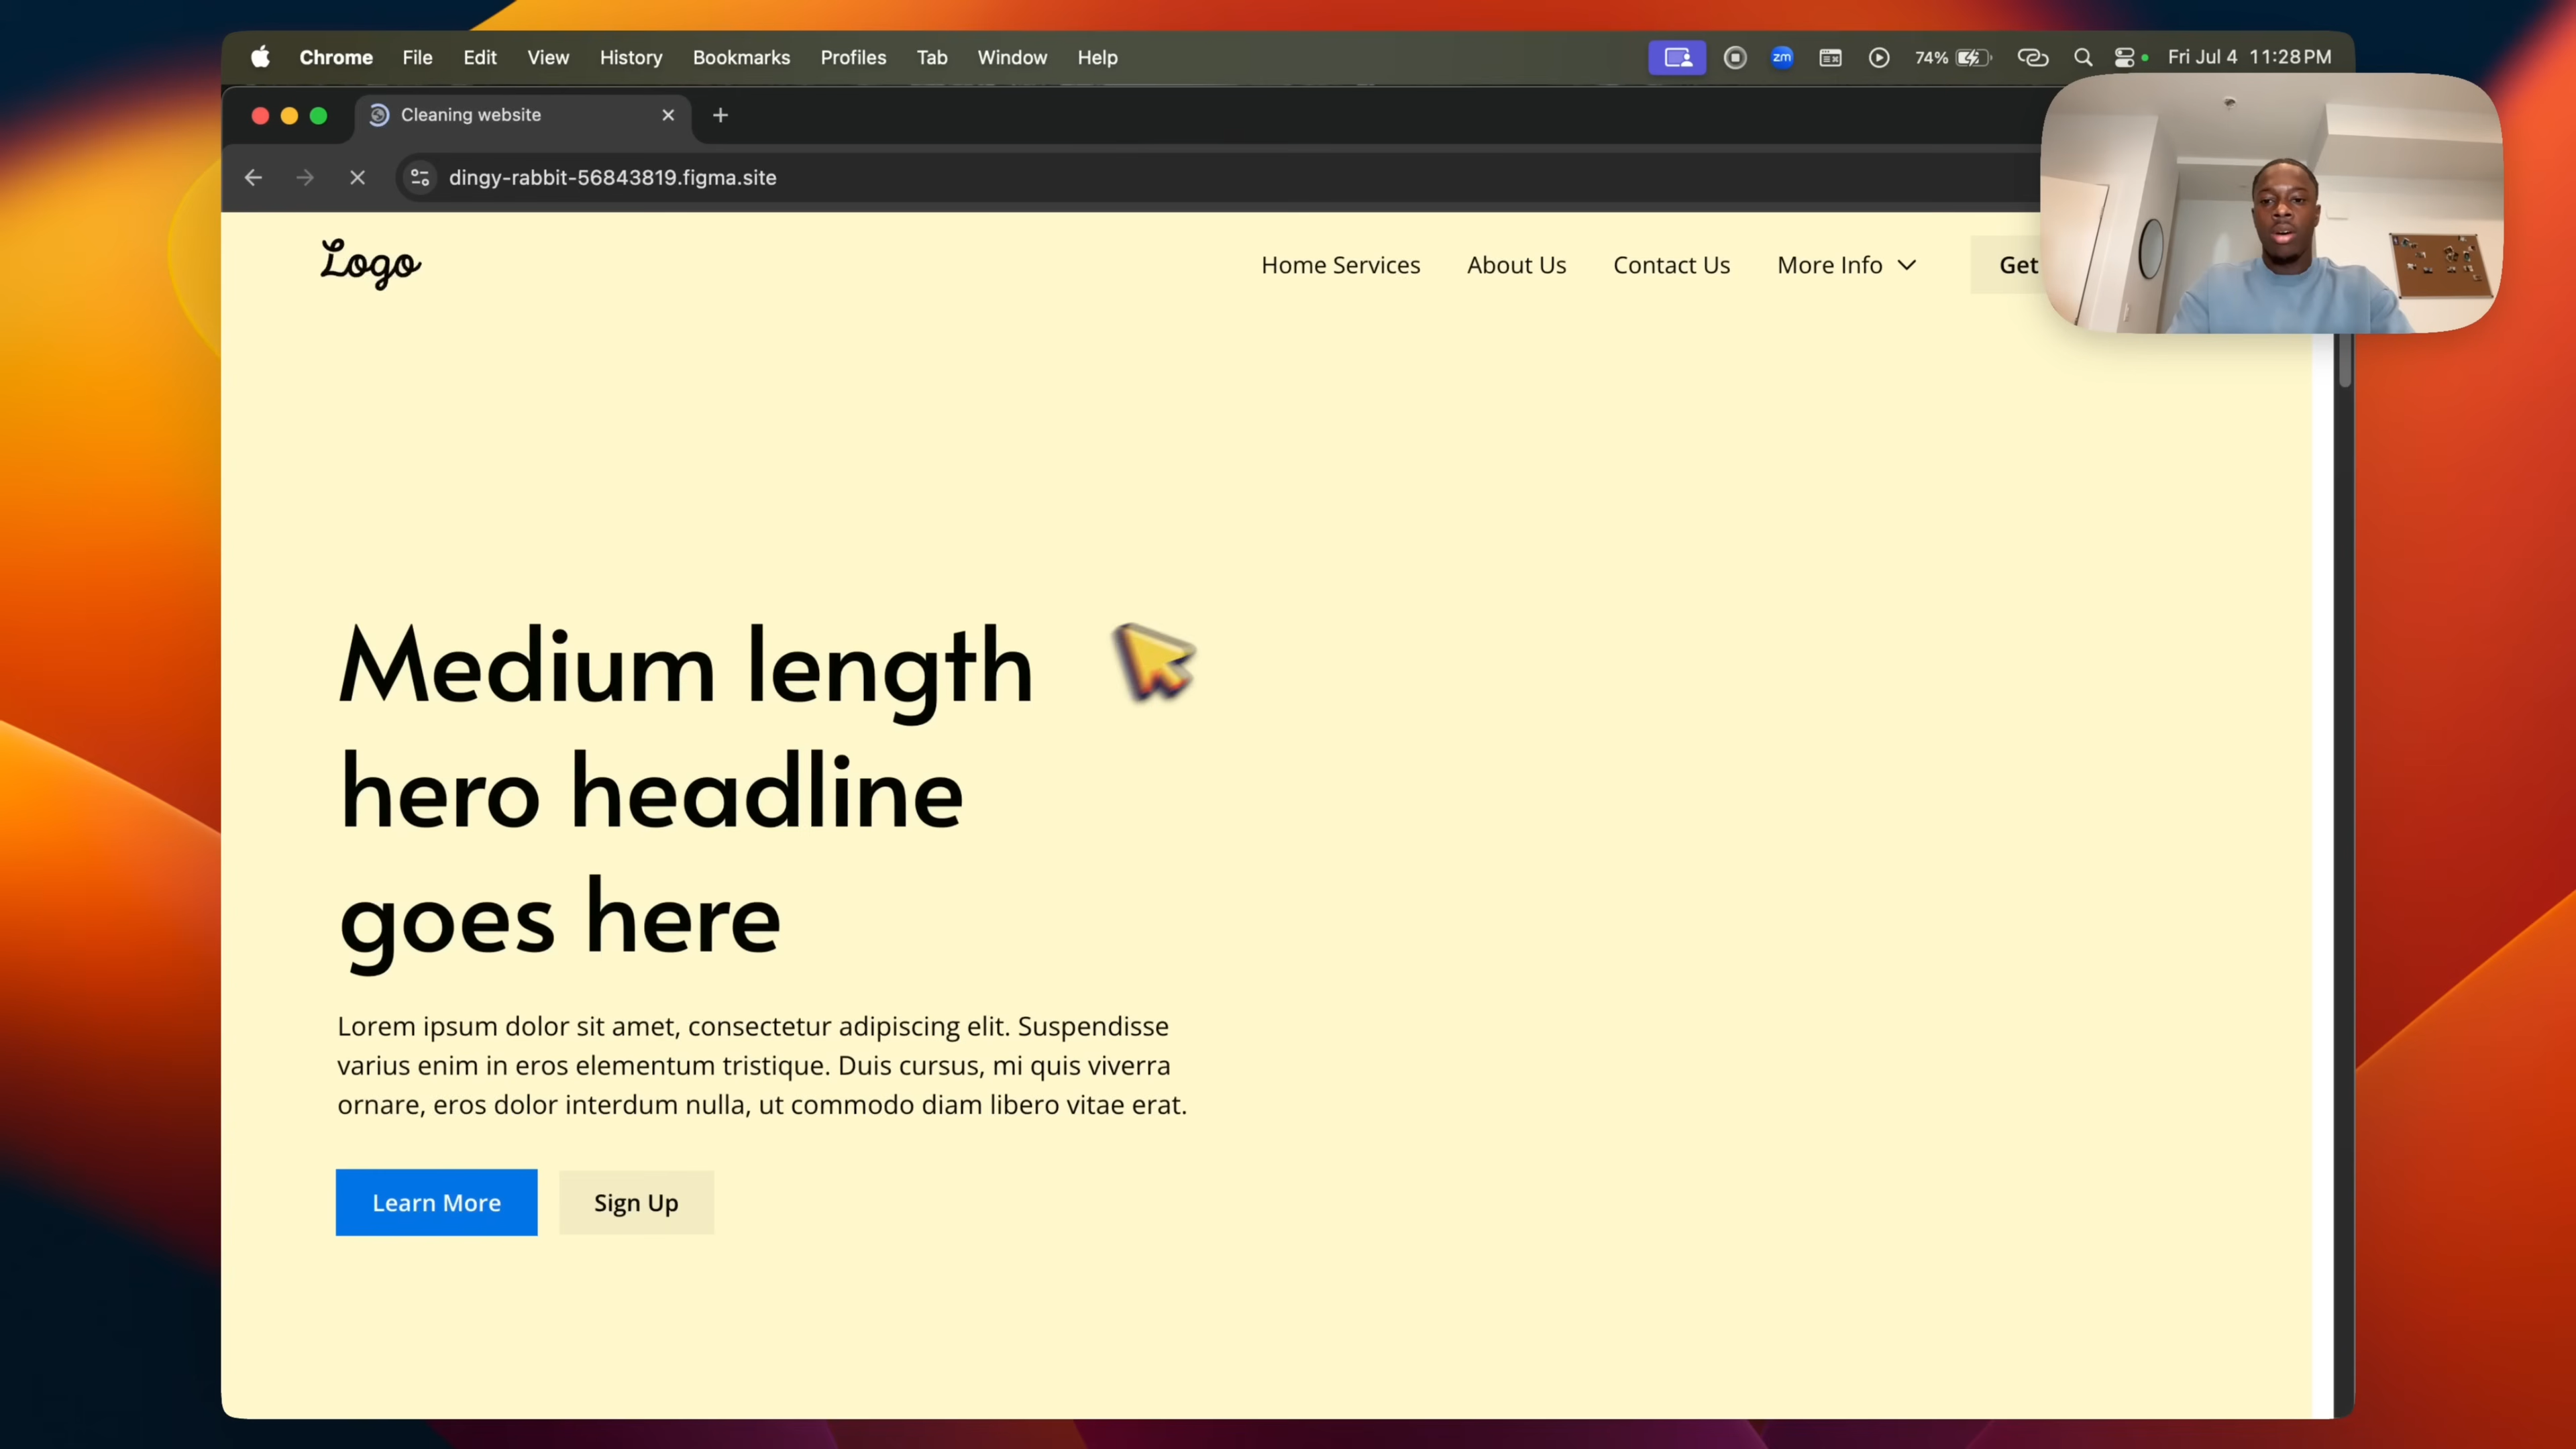 Chrome File Edit View History Bookmarks Profiles Tab Window Help
zm 74% Fri Jul 4 11:28 PM
Cleaning website
dingy-rabbit-56843819.figma.site
Logo
Home Services About Us Contact Us More Info Get
Medium length
hero headline
goes here
Lorem ipsum dolor sit amet, consectetur adipiscing elit. Suspendisse
varius enim in eros elementum tristique. Duis cursus, mi quis viverra
ornare, eros dolor interdum nulla, ut commodo diam libero vitae erat.
Learn More Sign Up